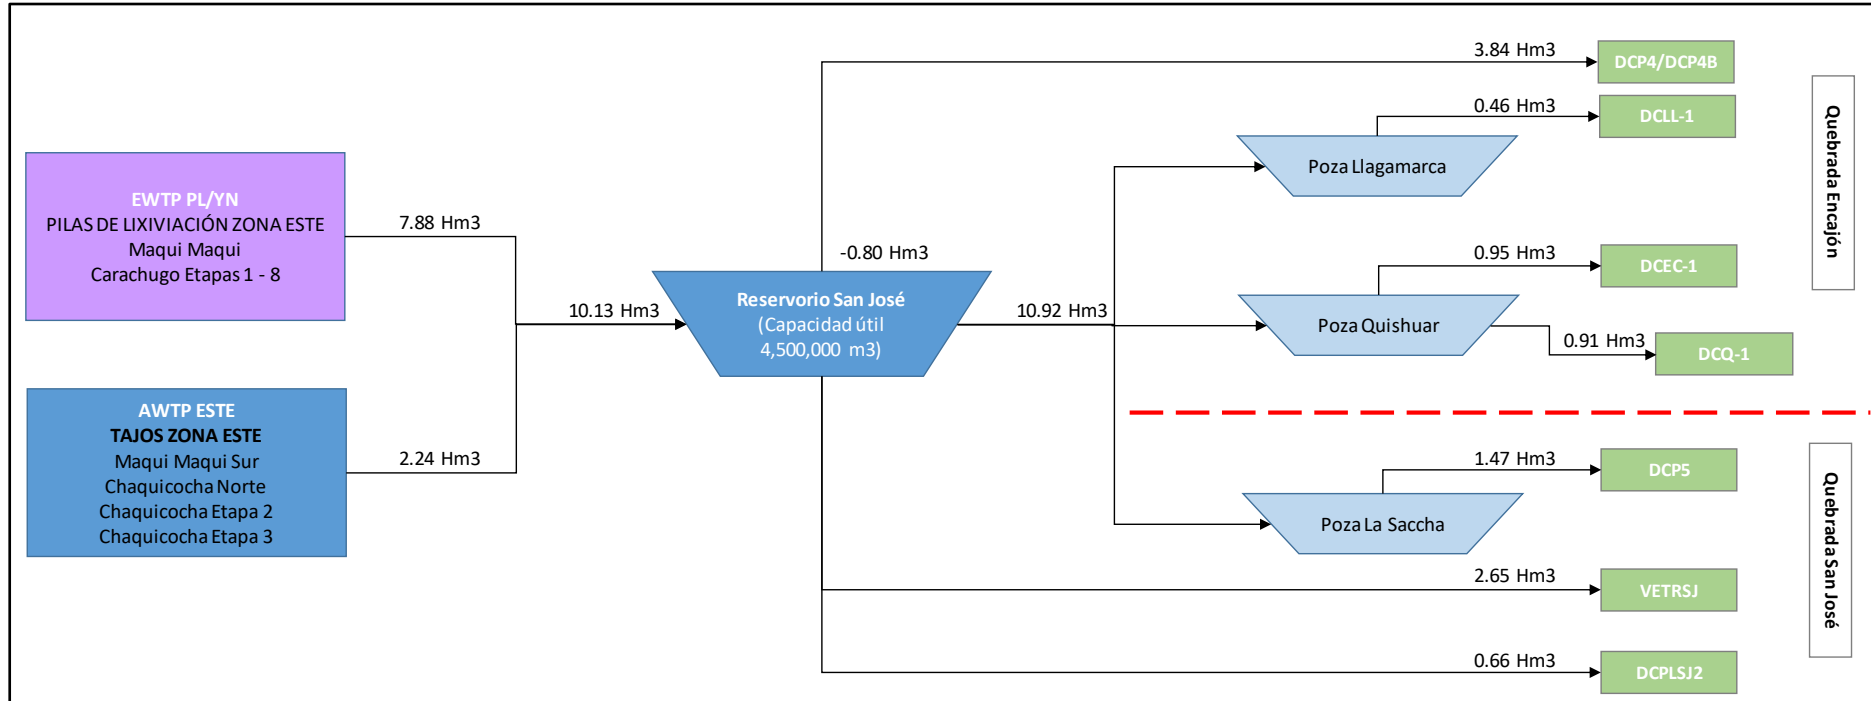 EWTP PL/YN
PILAS DE LIXIVIACIÓN ZONA ESTE
Maqui Maqui
Carachugo Etapas 1 - 8
7.88 Hm3
AWTP ESTE
TAJOS ZONA ESTE
Maqui Maqui Sur
Chaquicocha Norte
Chaquicocha Etapa 2
Chaquicocha Etapa 3
2.24 Hm3
10.13 Hm3
-0.80 Hm3
Reservorio San José
(Capacidad útil
4,500,000 m3)
10.92 Hm3
3.84 Hm3
DCP4/DCP4B
0.46 Hm3
DCLL-1
Poza Llagamarca
0.95 Hm3
DCEC-1
Poza Quishuar
0.91 Hm3
DCQ-1
Quebrada Encajón
1.47 Hm3
DCP5
Poza La Saccha
2.65 Hm3
VETRSJ
0.66 Hm3
DCPLSJ2
Quebrada San José